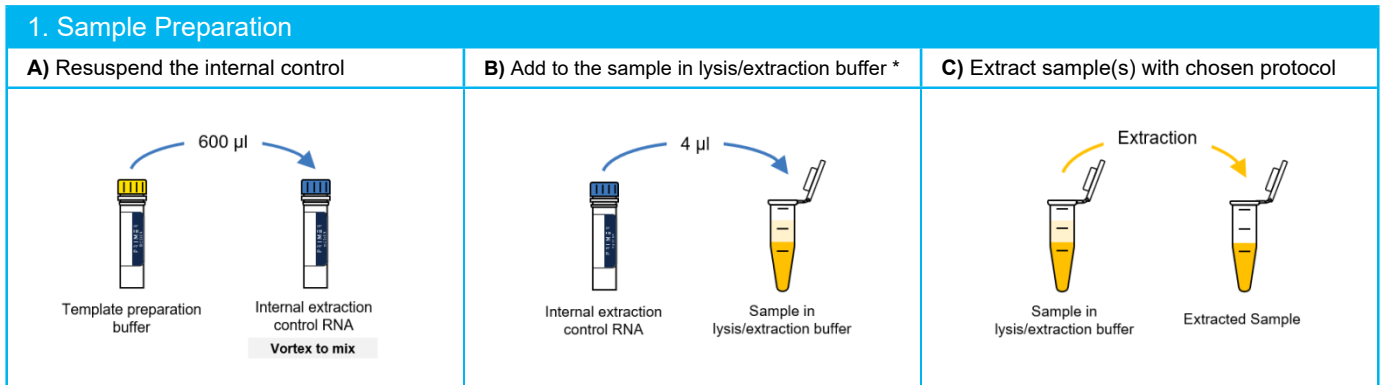 1. Sample Preparation
A) Resuspend the internal control
B) Add to the sample in lysis/extraction buffer *
C) Extract sample(s) with chosen protocol
600 µl
Template preparation
buffer
Internal extraction
control RNA
Vortex to mix
4 µl
Internal extraction
control RNA
Sample in
lysis/extraction buffer
Extraction
Sample in
lysis/extraction buffer
Extracted Sample